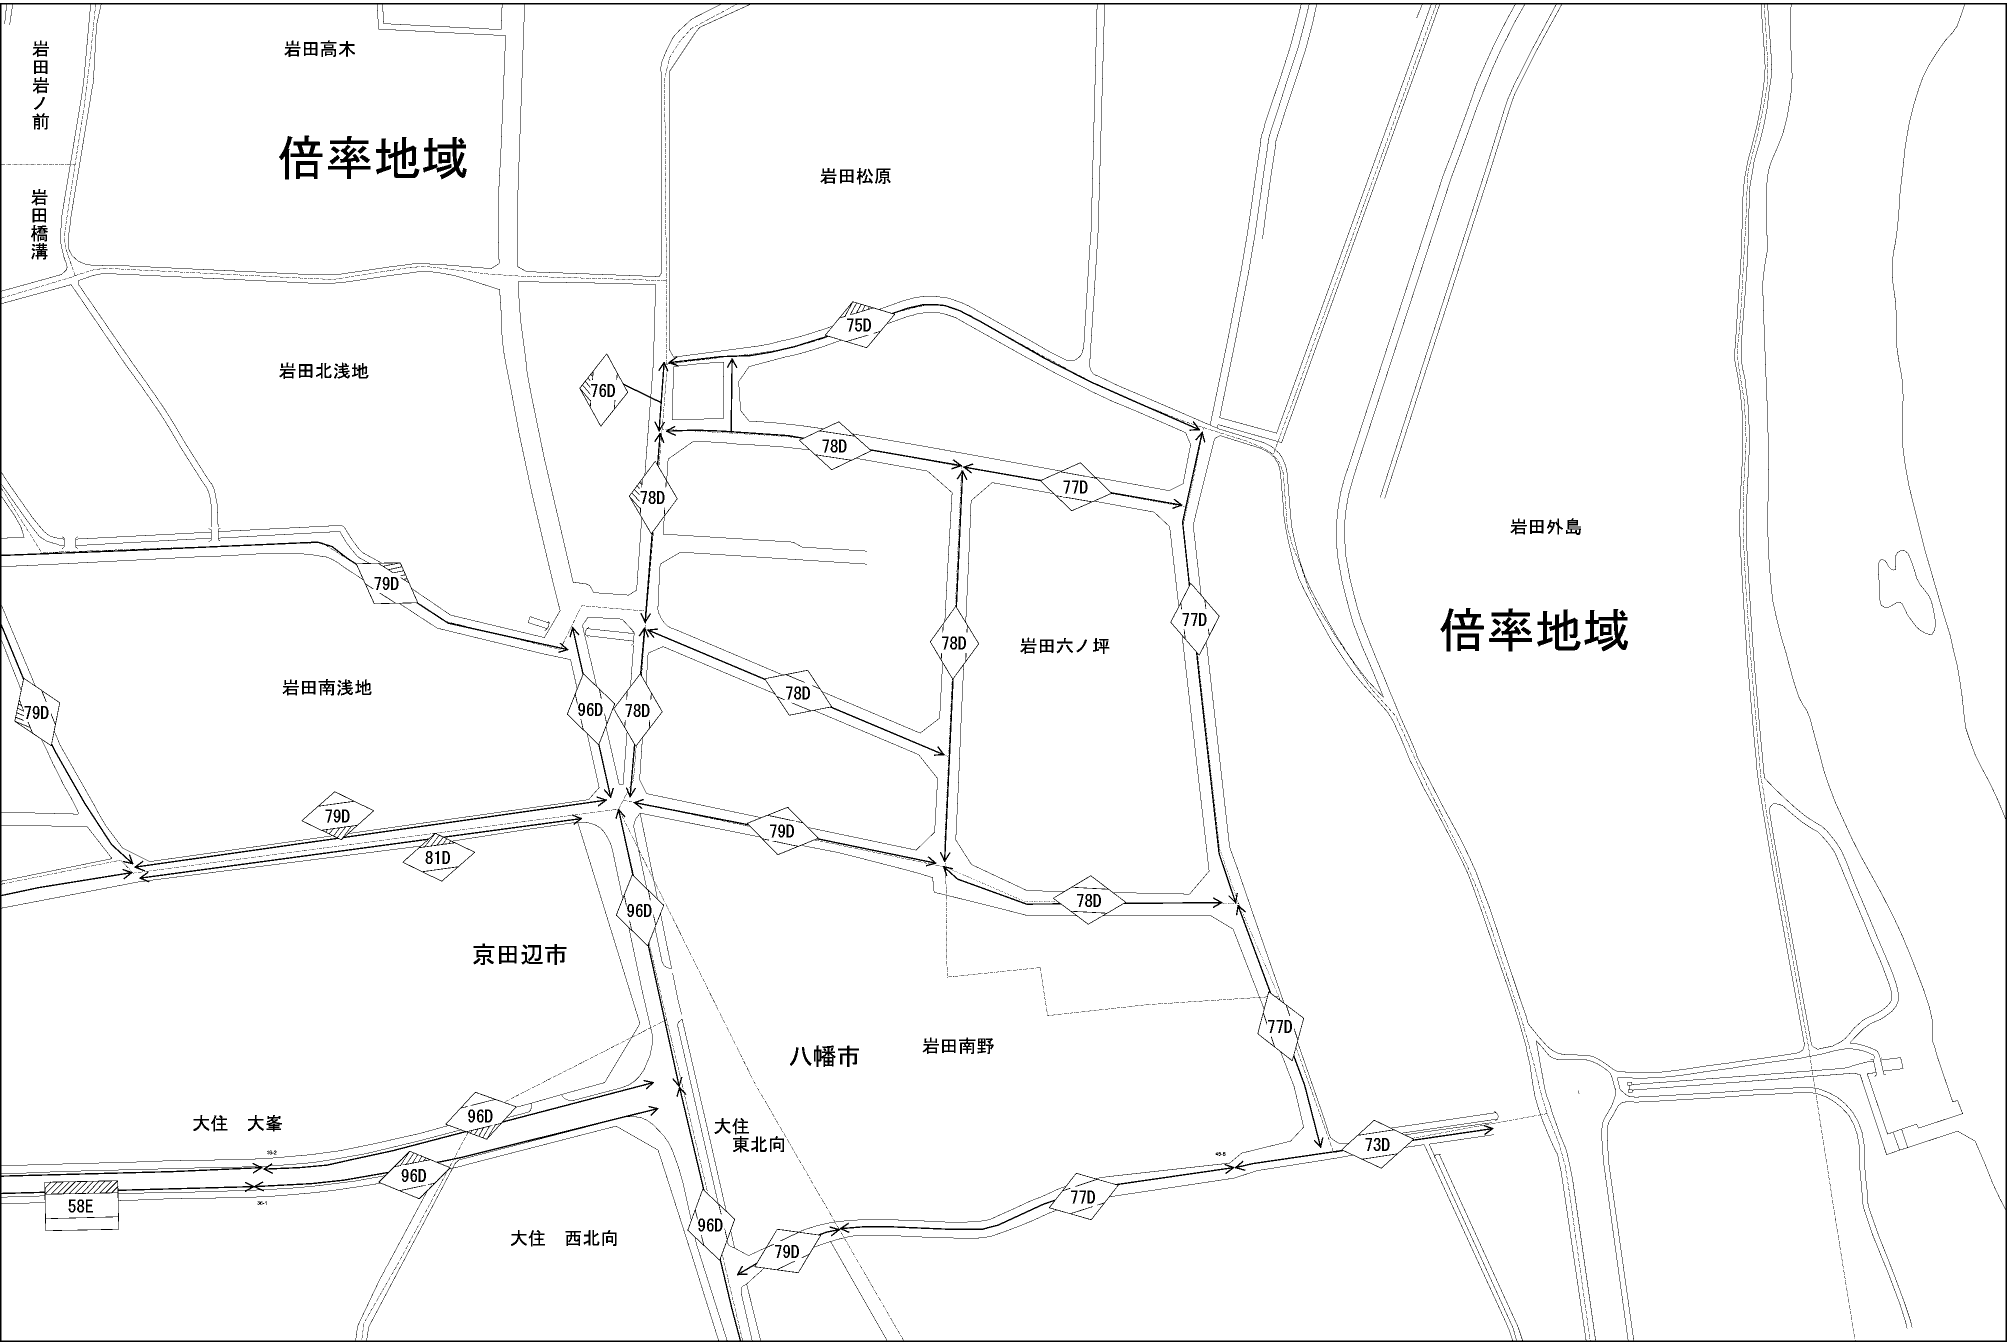 岩田岩ノ前
岩田高木
倍率地域
岩田松原
岩田橋溝
75D
岩田北浅地
76D
78D
77D
78D
岩田外島
79D
77D
倍率地域
78D
岩田六ノ坪
岩田南浅地
78D
79D
96D
78D
79D
79D
81D
78D
96D
京田辺市
77D
八幡市
岩田南野
96D
大住 大峯
大住
東北向
73D
96D
77D
58E
96D
大住 西北向
79D